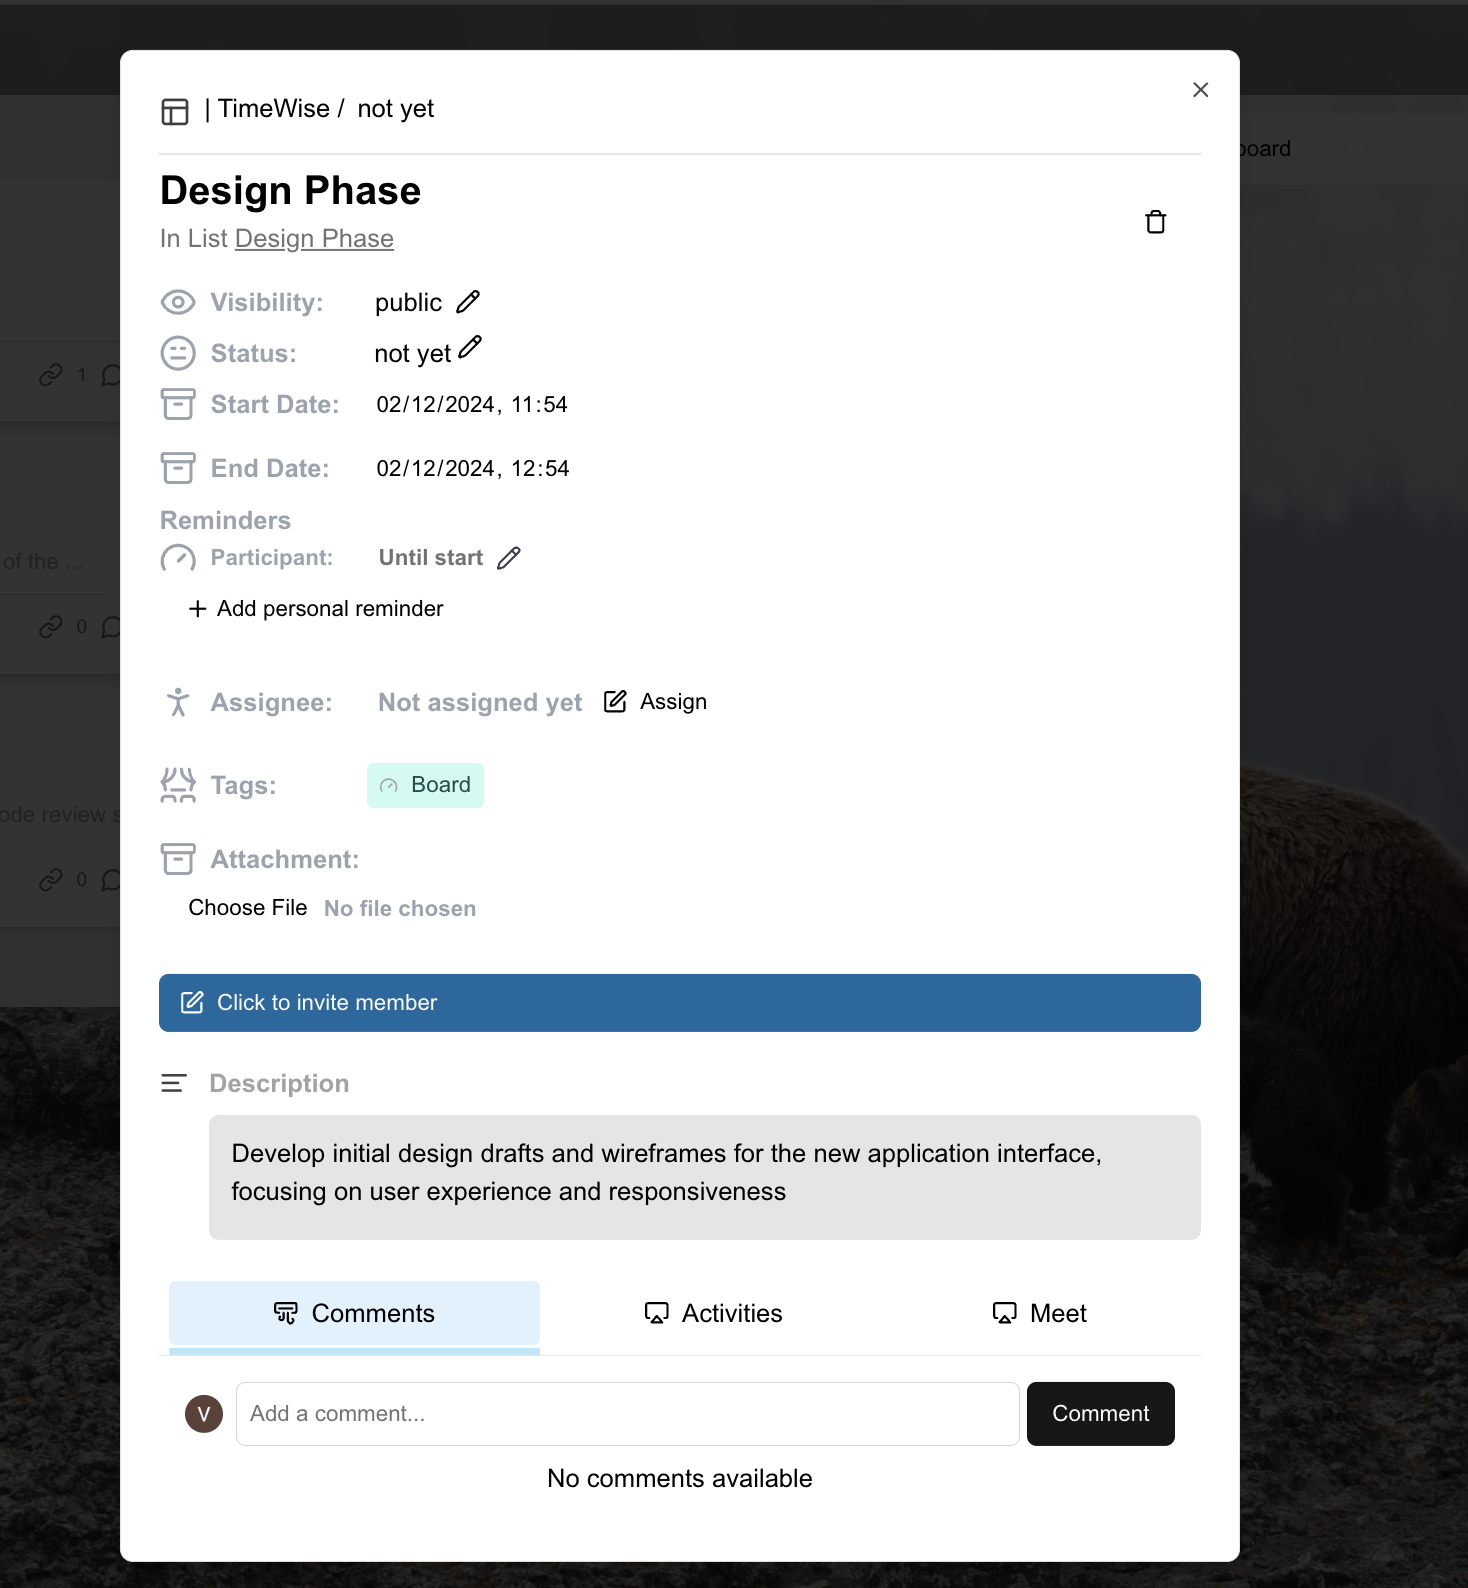 | TimeWise / not yet
board
Design Phase
In List Design Phase
Visibility: public
Status: not yet
1
Start Date: 02/12/2024, 11:54
End Date: 02/12/2024, 12:54
Reminders
of the ...
Participant: Until start
+ Add personal reminder
0
Assignee: Not assigned yet Assign
Tags: Board
ode review s
Attachment:
0
Choose File No file chosen
Click to invite member
Description
Develop initial design drafts and wireframes for the new application interface,
focusing on user experience and responsiveness
Comments Activities Meet
V Add a comment... Comment
No comments available